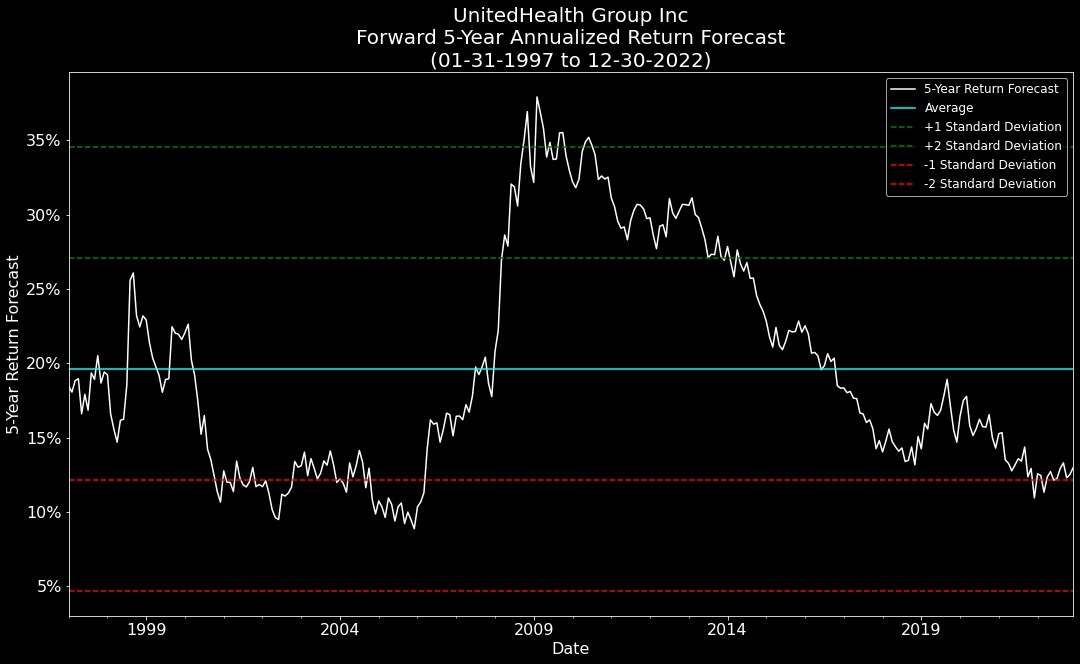 UnitedHealth Group Inc
Forward 5-Year Annualized Return Forecast
(01-31-1997 to 12-30-2022)
5-Year Return Forecast
Average
+1 Standard Deviation
+2 Standard Deviation
-1 Standard Deviation
-2 Standard Deviation
35%
30%
25%
20%
15%
10%
5%
5-Year Return Forecast
1999
2004
2009
2014
2019
Date